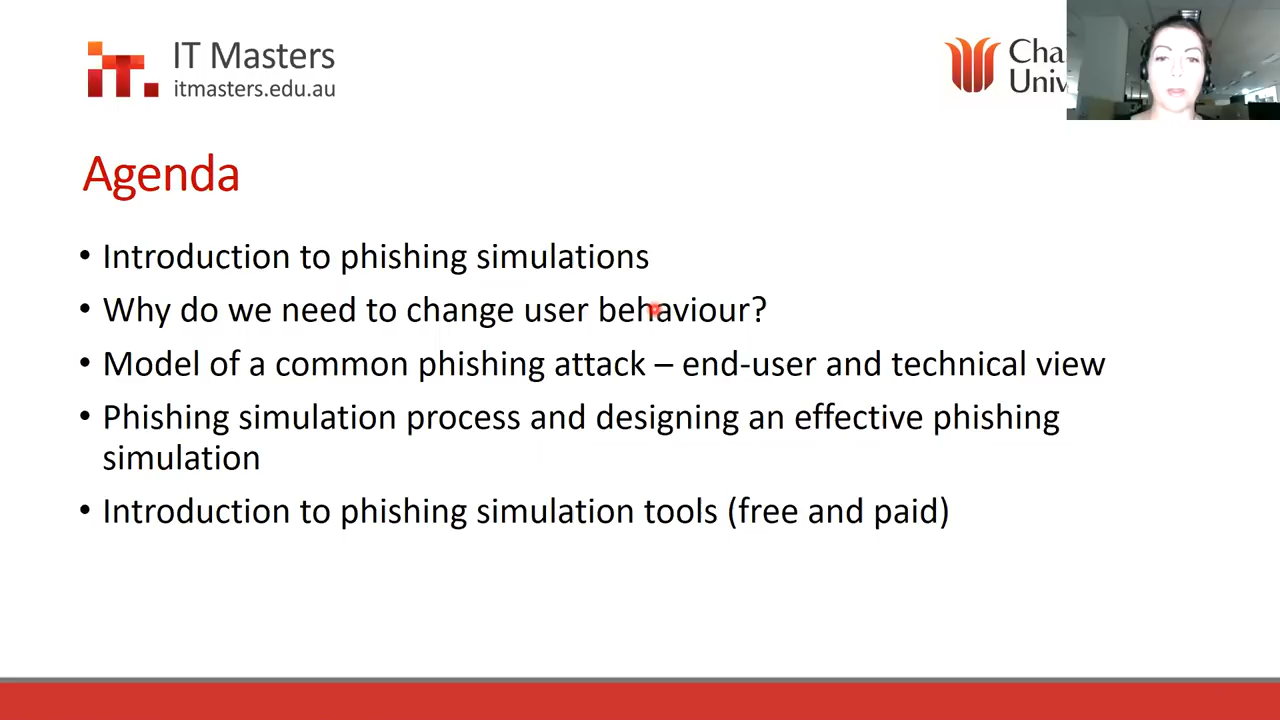 IT Masters
itmasters.edu.au
Agenda
• Introduction to phishing simulations
• Why do we need to change user behaviour?
• Model of a common phishing attack – end-user and technical view
• Phishing simulation process and designing an effective phishing
simulation
• Introduction to phishing simulation tools (free and paid)